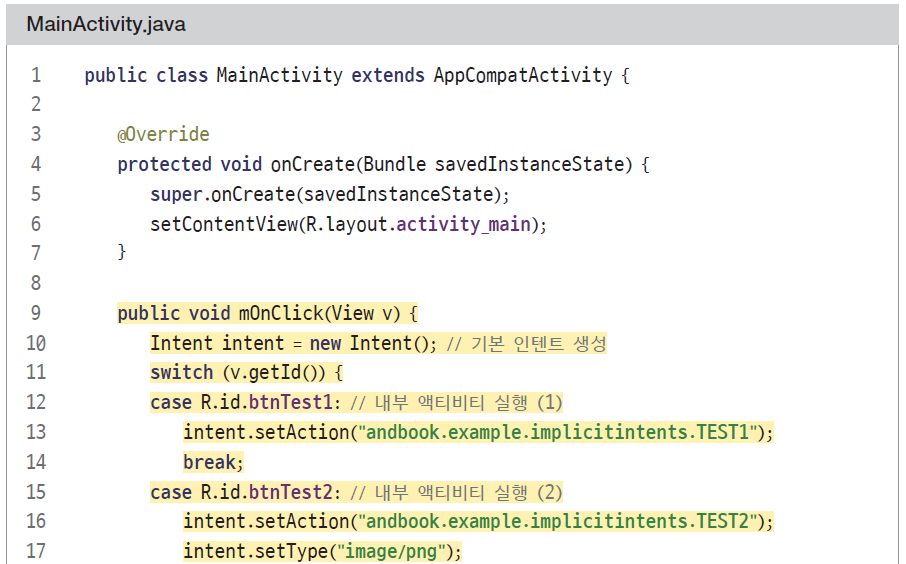 MainActivity.java
1 public class MainActivity extends AppCompatActivity {
2
3 @Override
4 protected void onCreate(Bundle savedInstanceState) {
5 super.onCreate(savedInstanceState);
6 setContentView(R.layout.activity_main);
7 }
8
9 public void mOnClick(View v) {
10 Intent intent = new Intent(); // 기본 인텐트 생성
11 switch (v.getId()) {
12 case R.id.btnTest1: // 내부 액티비티 실행 (1)
13 intent.setAction("andbook.example.implicitintents.TEST1");
14 break;
15 case R.id.btnTest2: // 내부 액티비티 실행 (2)
16 intent.setAction("andbook.example.implicitintents.TEST2");
17 intent.setType("image/png");